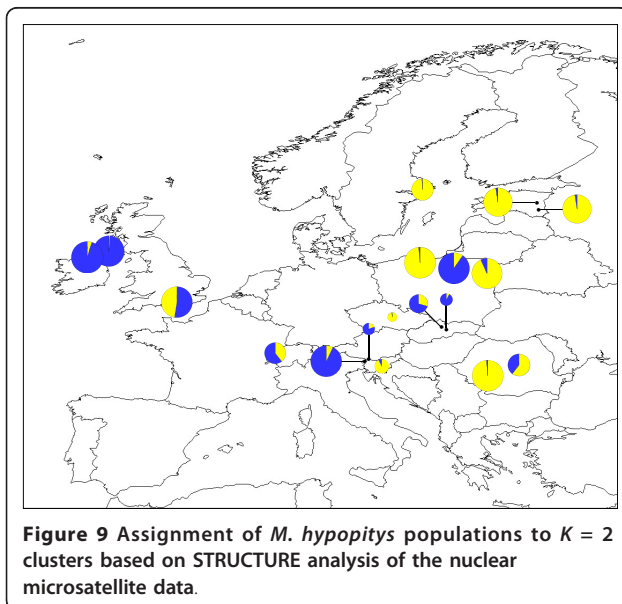 Figure 9 Assignment of M. hypopitys populations to K = 2
clusters based on STRUCTURE analysis of the nuclear
microsatellite data.